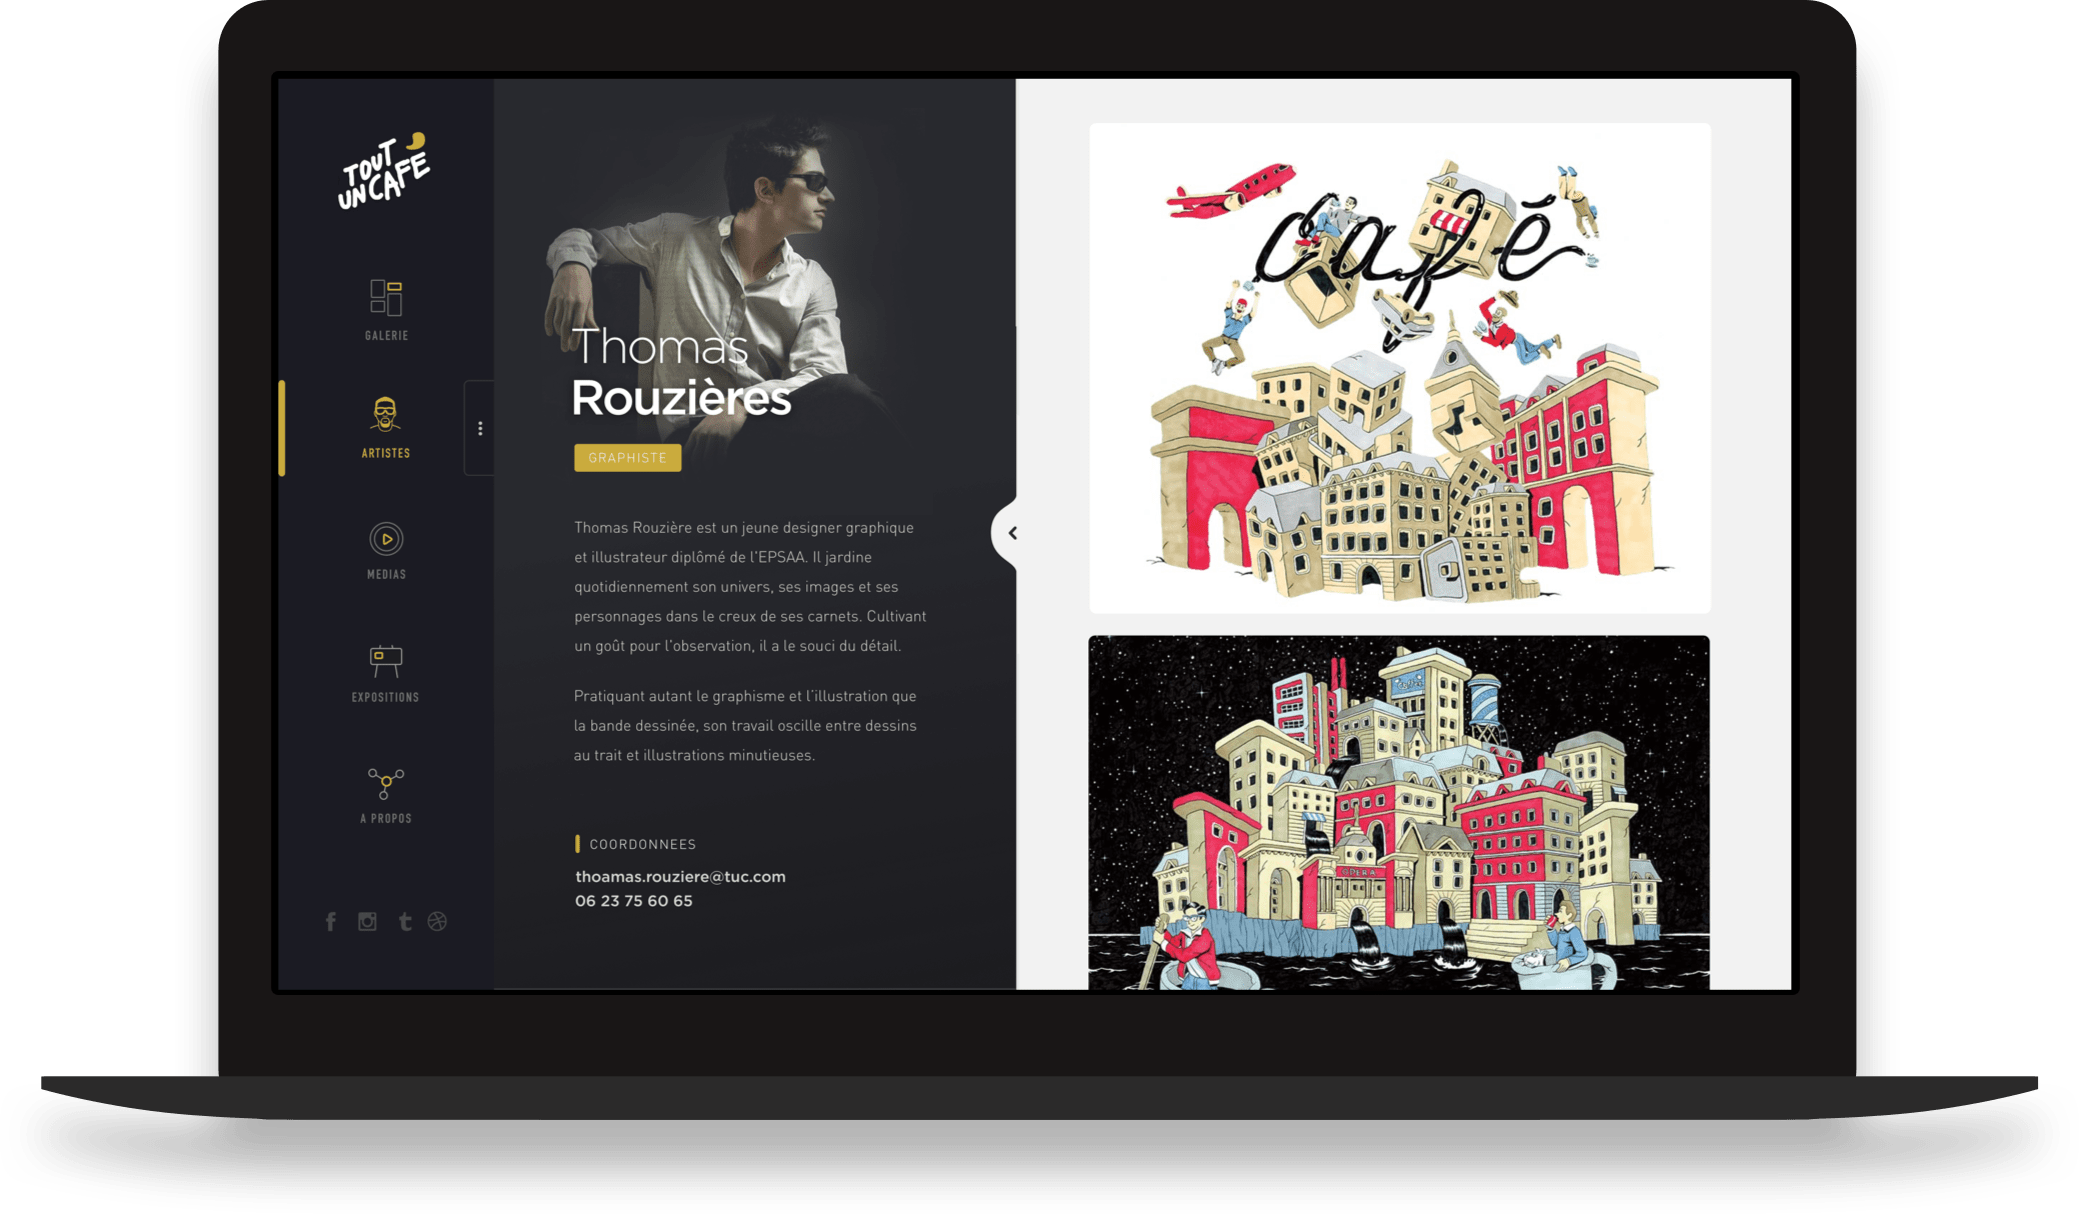 TOUT
UN CAFE
GALERIE
ARTISTES
MEDIAS
EXPOSITIONS
A PROPOS
Thomas
Rouzières
GRAPHISTE
Thomas Rouzière est un jeune designer graphique
et illustrateur diplômé de l'EPSAA. Il jardine
quotidiennement son univers, ses images et ses
personnages dans le creux de ses carnets. Cultivant
un goût pour l'observation, il a le souci du détail.
Pratiquant autant le graphisme et l'illustration que
la bande dessinée, son travail oscille entre dessins
au trait et illustrations minutieuses.
COORDONNEES
thoamas.rouziere@tuc.com
06 23 75 60 65
café
OPERA